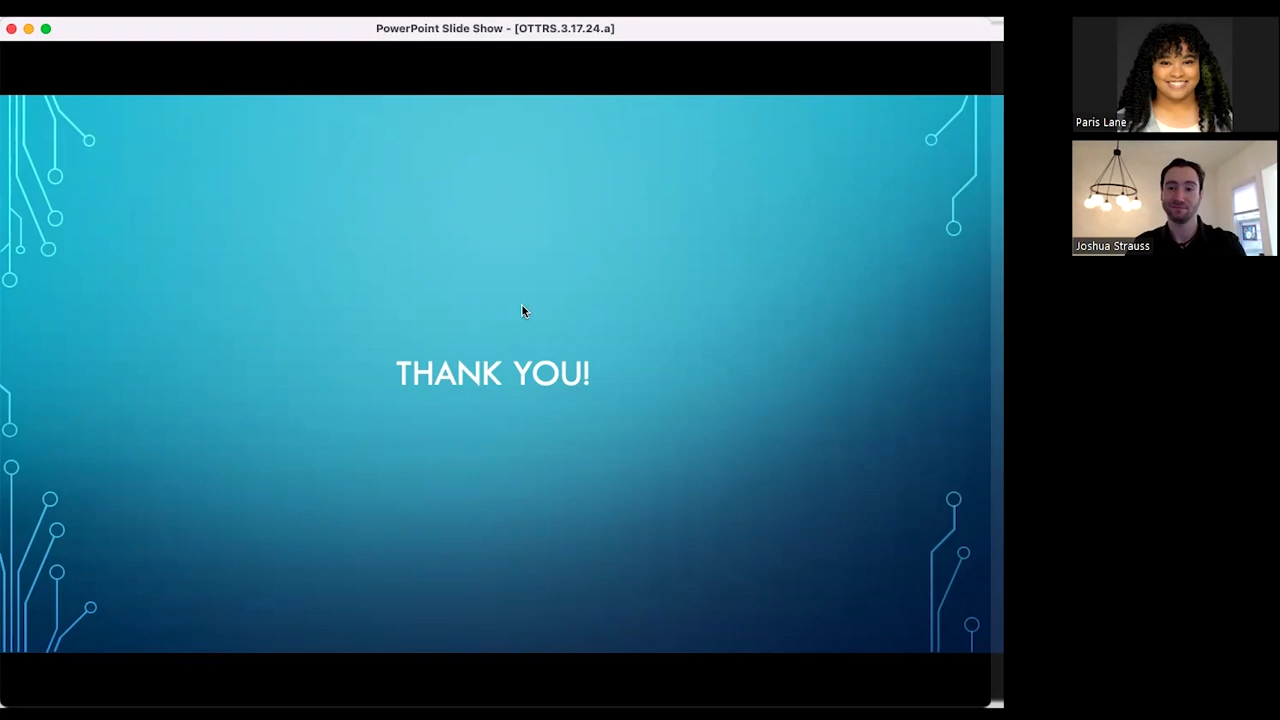 PowerPoint Slide Show - [OTTRS.3.17.24.a]
THANK YOU!
Paris Lane
Joshua Strauss